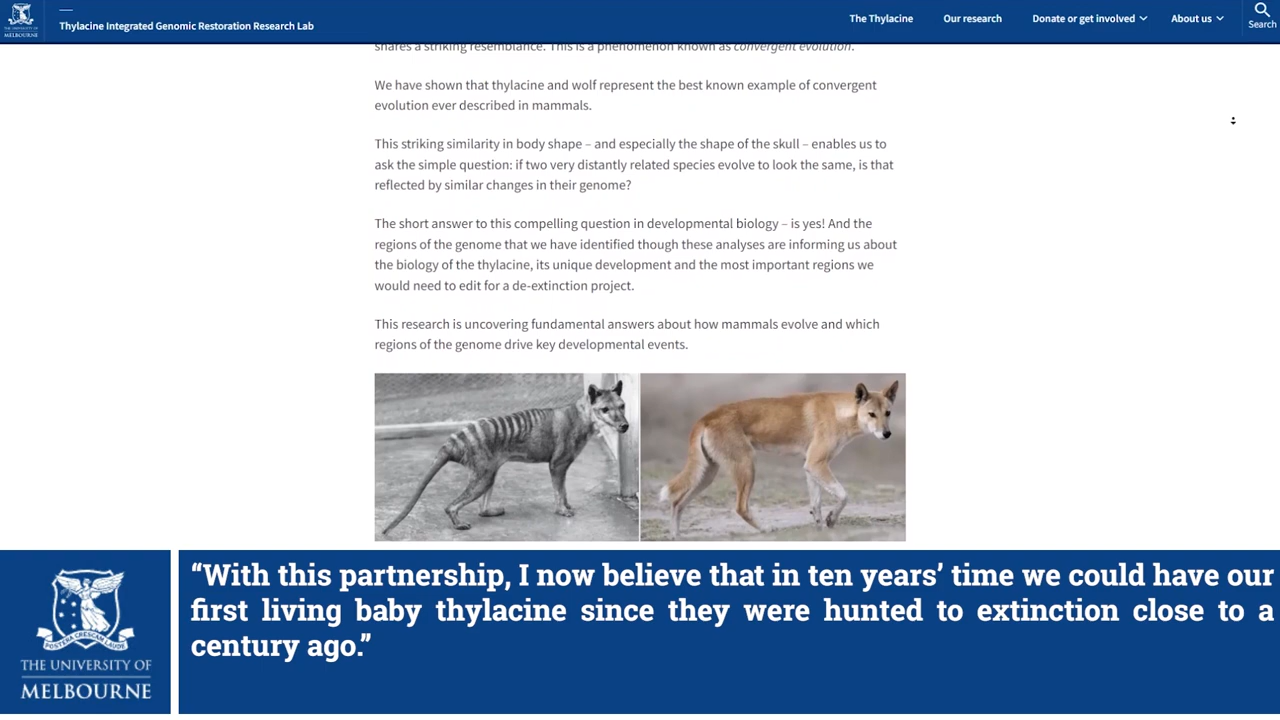 Thylacine Integrated Genomic Restoration Research Lab
The Thylacine
Our research
Donate or get involved
About us
Search
shares a striking resemblance. This is a phenomenon known as convergent evolution.
We have shown that thylacine and wolf represent the best known example of convergent
evolution ever described in mammals.
This striking similarity in body shape – and especially the shape of the skull – enables us to
ask the simple question: if two very distantly related species evolve to look the same, is that
reflected by similar changes in their genome?
The short answer to this compelling question in developmental biology – is yes! And the
regions of the genome that we have identified though these analyses are informing us about
the biology of the thylacine, its unique development and the most important regions we
would need to edit for a de-extinction project.
This research is uncovering fundamental answers about how mammals evolve and which
regions of the genome drive key developmental events.
POSTERA CRESCAM LAUDE
THE UNIVERSITY OF
MELBOURNE
“With this partnership, I now believe that in ten years’ time we could have our
first living baby thylacine since they were hunted to extinction close to a
century ago.”